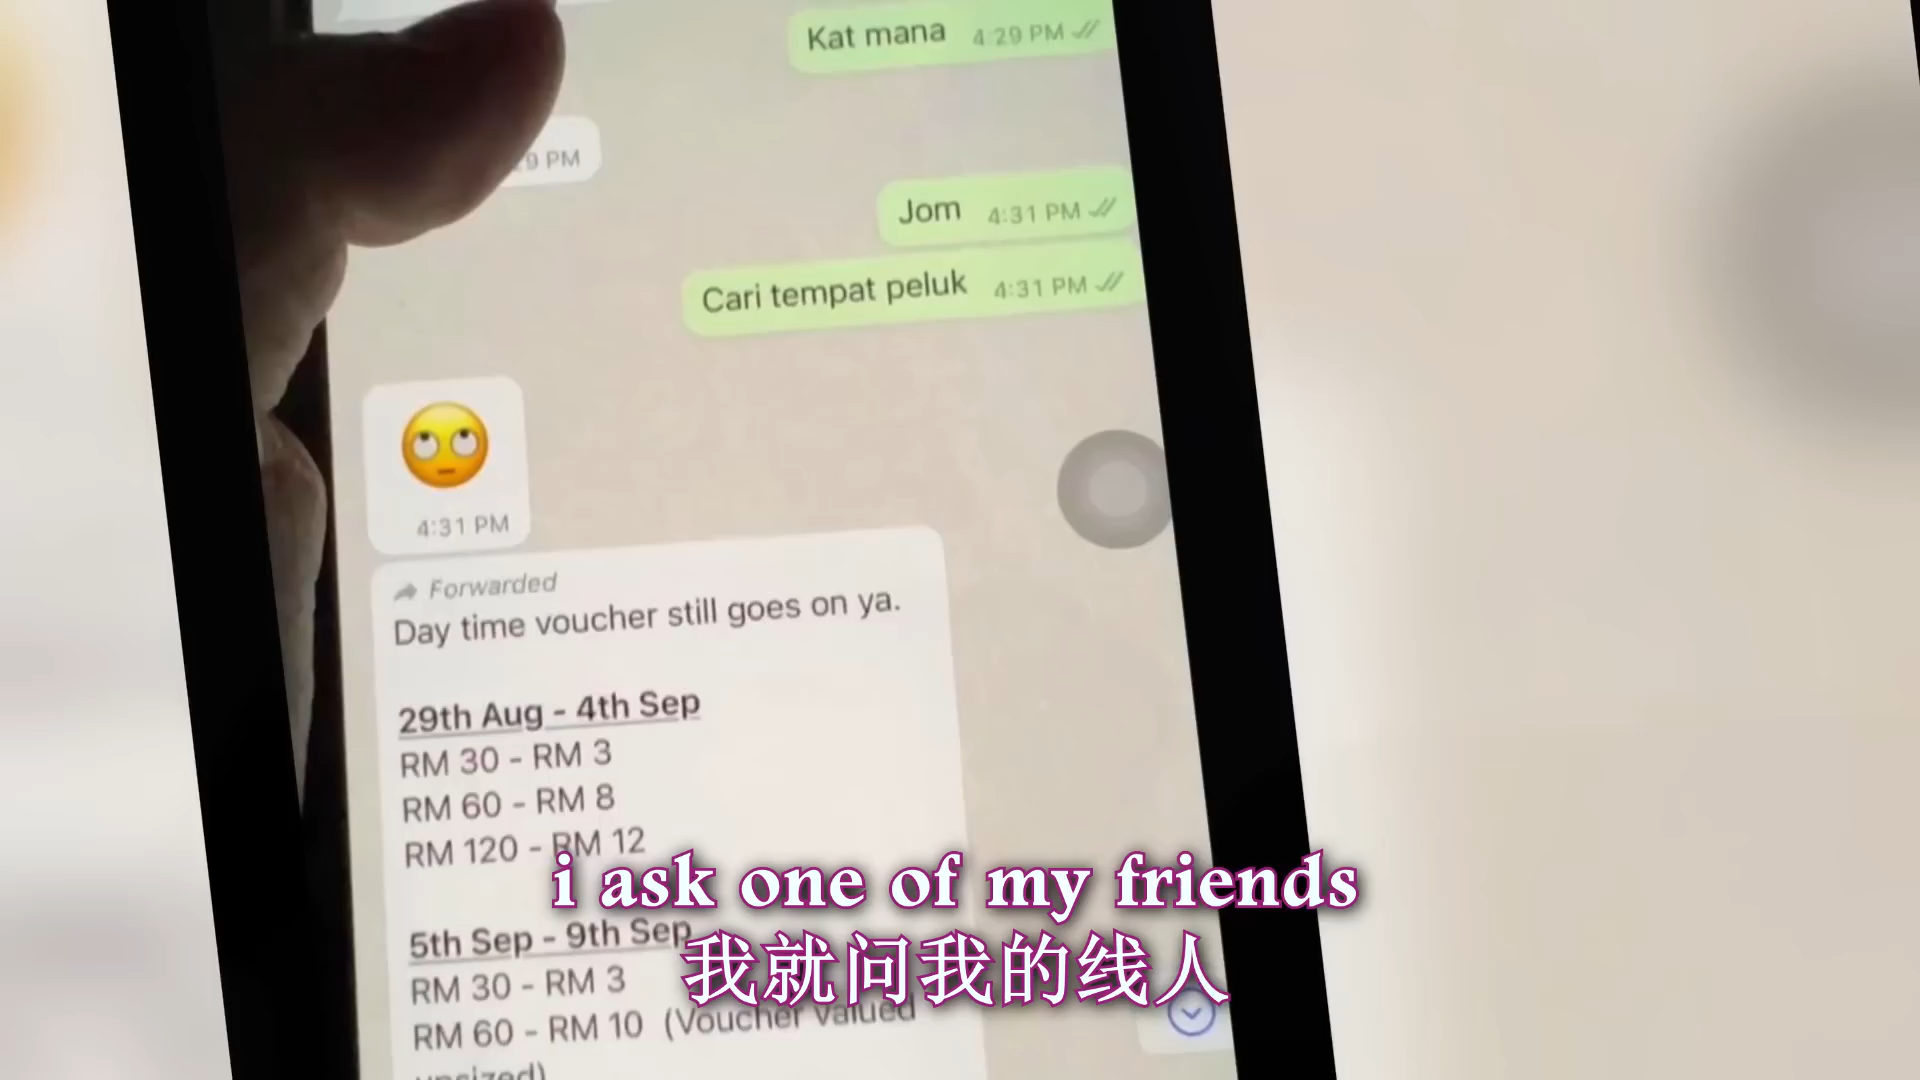 Kat mana 4:29 PM
9 PM
Jom 4:31 PM
Cari tempat peluk 4:31 PM
4:31 PM
Forwarded
Day time voucher still goes on ya.
29th Aug - 4th Sep
RM 30 - RM 3
RM 60 - RM 8
RM 120 - RM 12
i ask one of my friends
5th Sep - 9th Sep
我就问我的线人
RM 30 - RM 3
RM 60 - RM 10 (Voucher valued
upsized)